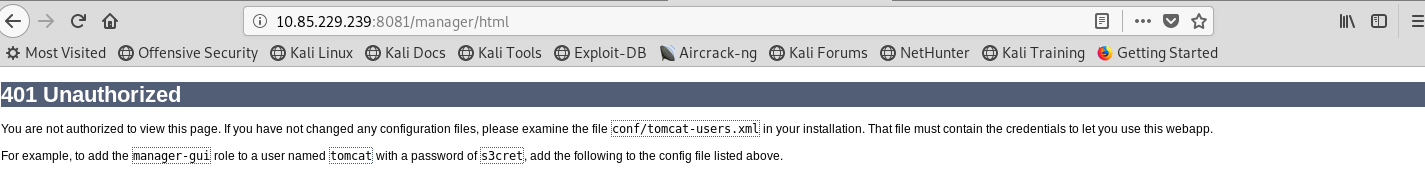 10.85.229.239:8081/manager/html
Most Visited Offensive Security Kali Linux Kali Docs Kali Tools Exploit-DB Aircrack-ng Kali Forums NetHunter Kali Training Getting Started
401 Unauthorized
You are not authorized to view this page. If you have not changed any configuration files, please examine the file conf/tomcat-users.xml in your installation. That file must contain the credentials to let you use this webapp.
For example, to add the manager-gui role to a user named tomcat with a password of s3cret, add the following to the config file listed above.